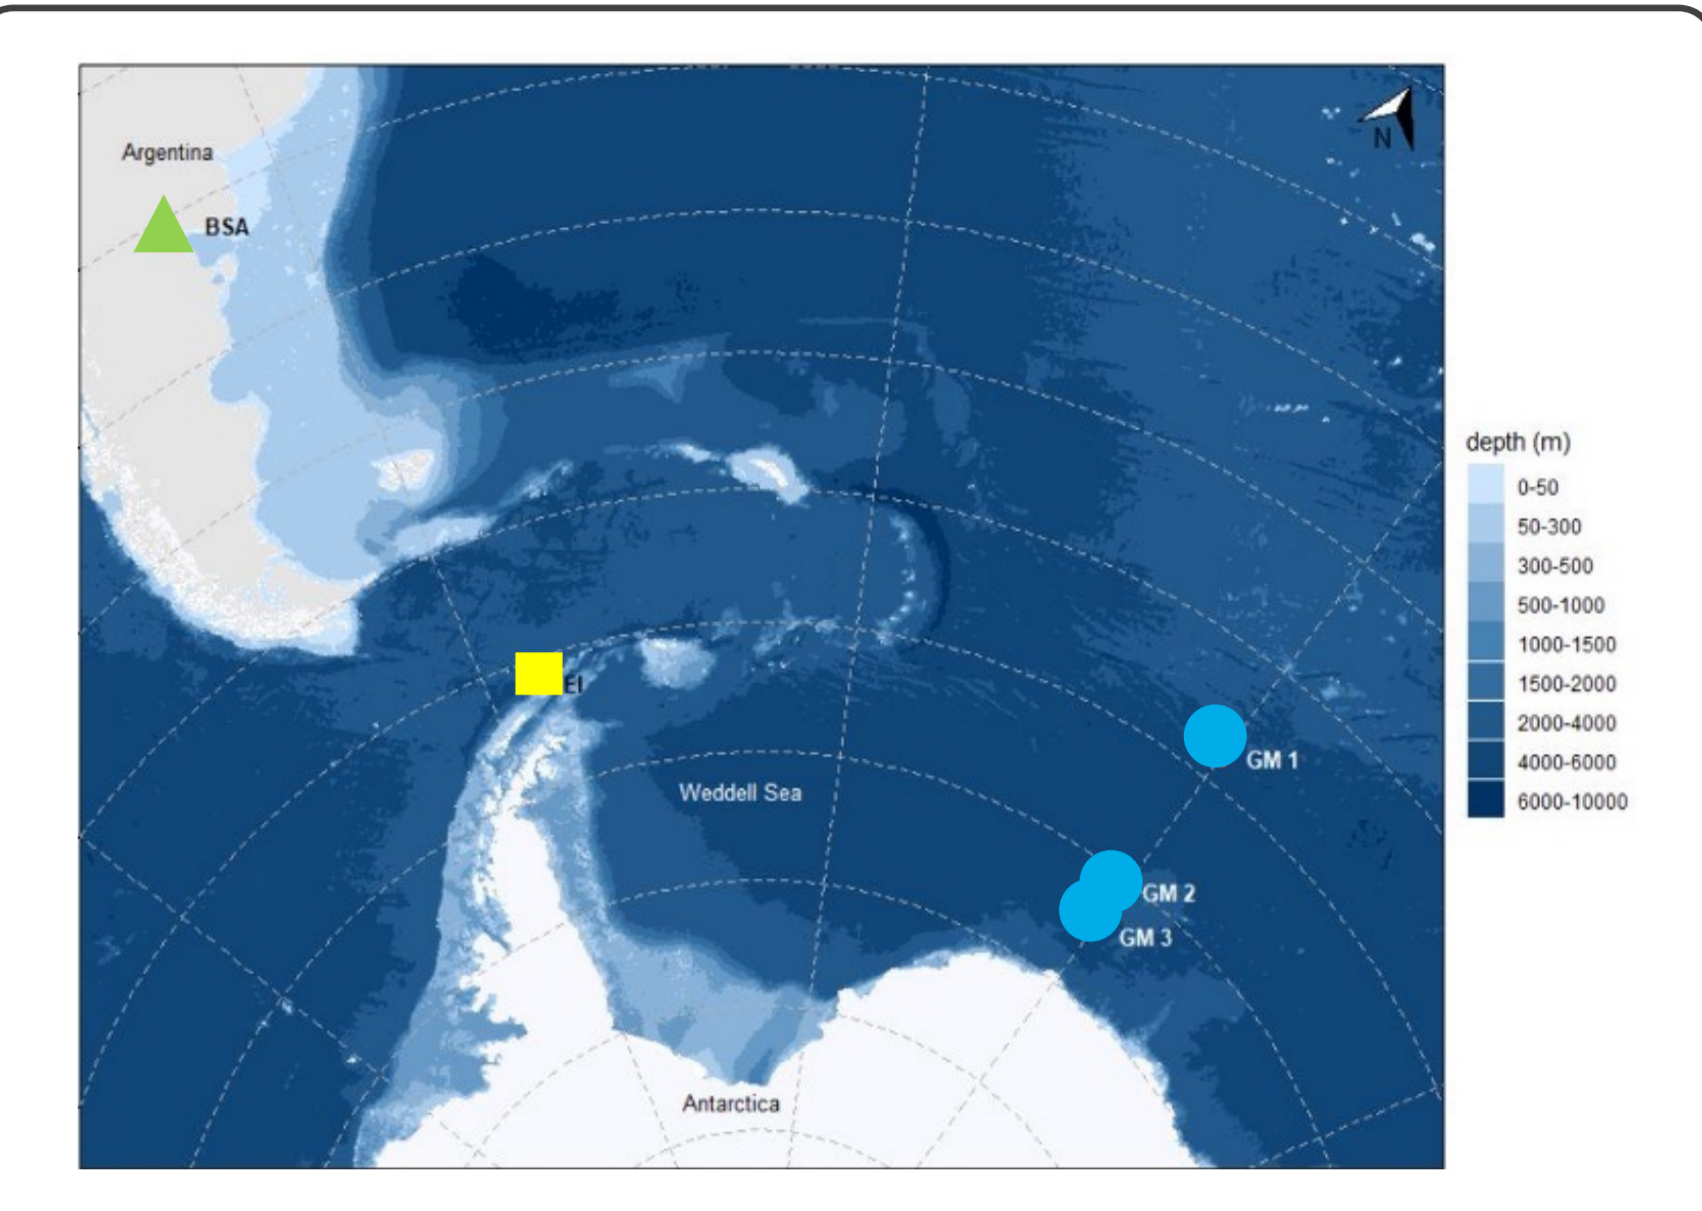 Argentina
N
BSA
depth (m)
0-50
50-300
300-500
500-1000
1000-1500
1500-2000
2000-4000
4000-6000
6000-10000
EI
GM 1
Weddell Sea
GM 2
GM 3
Antarctica